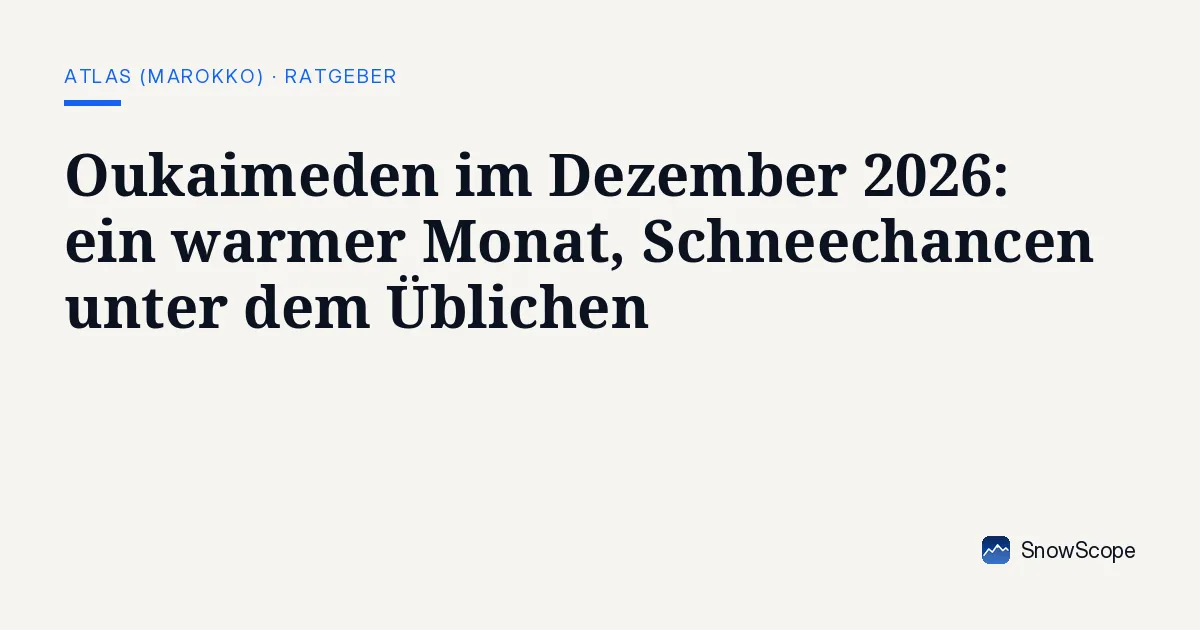 ATLAS (MAROKKO) · RATGEBER
Oukaimeden im Dezember 2026:
ein warmer Monat, Schneechancen
unter dem Üblichen
SnowScope